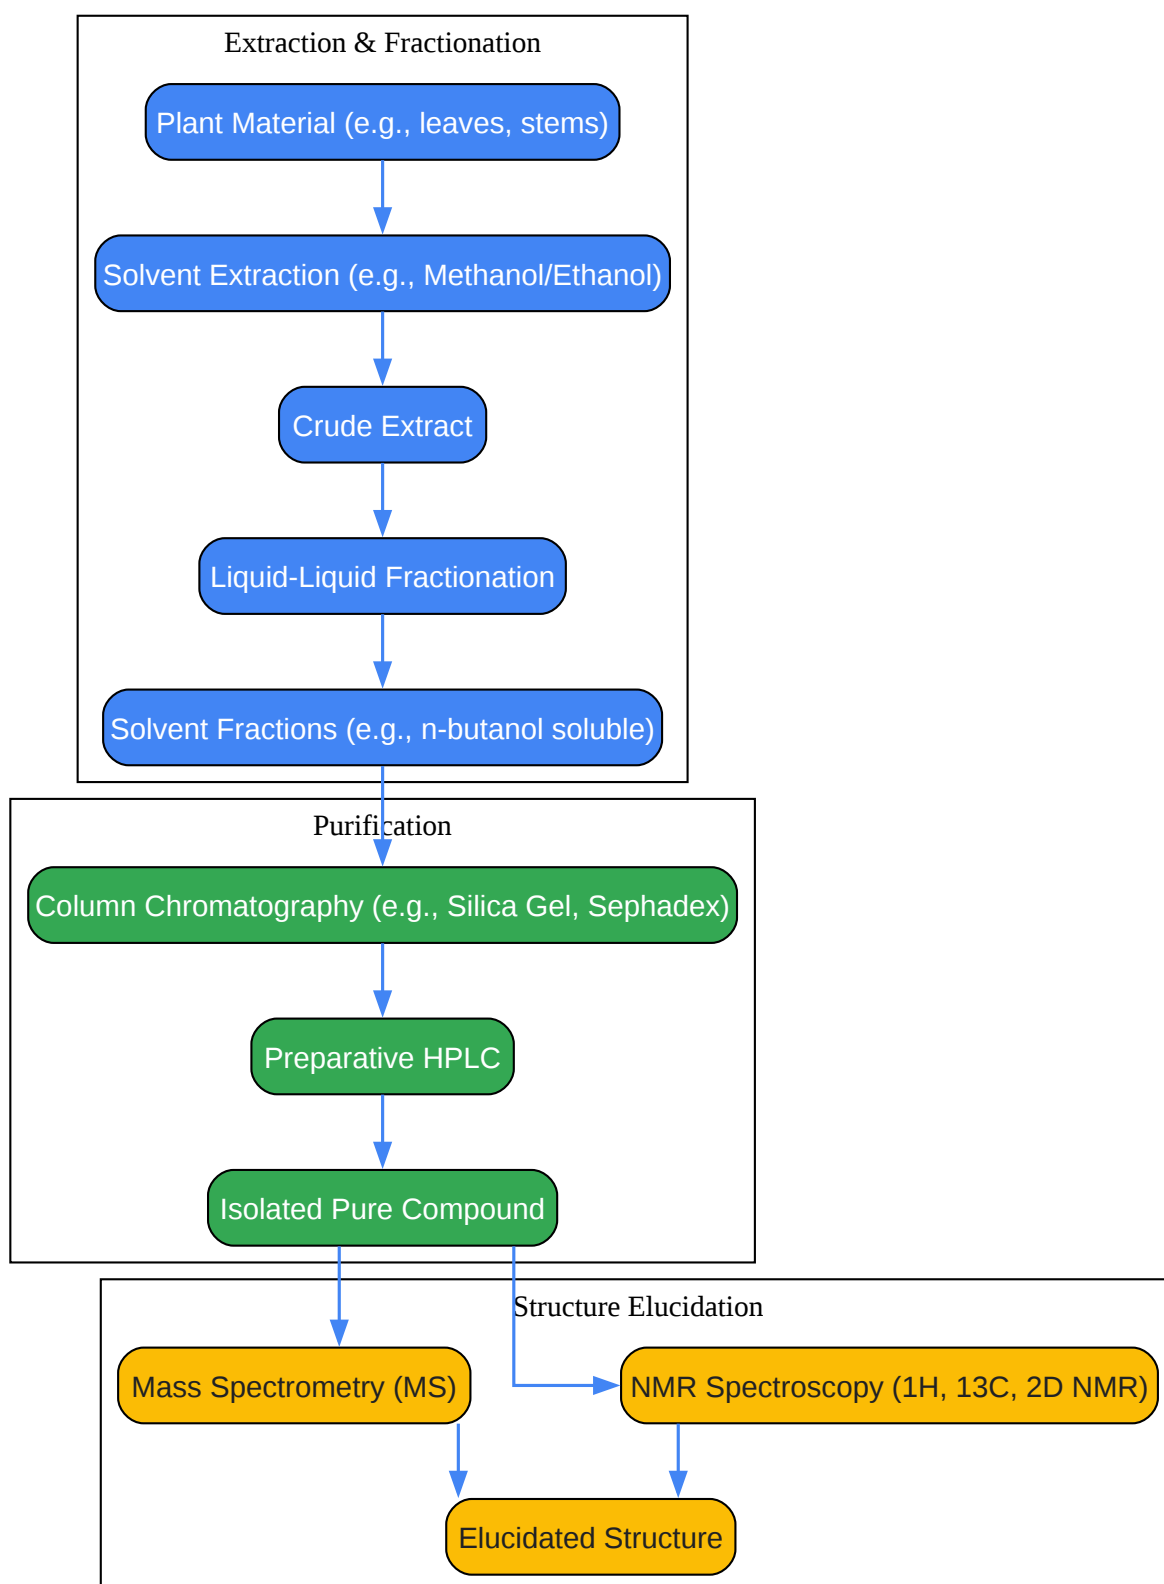 Extraction & Fractionation
Plant Material (e.g., leaves, stems)
Solvent Extraction (e.g., Methanol/Ethanol)
Crude Extract
Liquid-Liquid Fractionation
Solvent Fractions (e.g., n-butanol soluble)
Purification
Column Chromatography (e.g., Silica Gel, Sephadex)
Preparative HPLC
Isolated Pure Compound
Structure Elucidation
Mass Spectrometry (MS)
NMR Spectroscopy (1H, 13C, 2D NMR)
Elucidated Structure